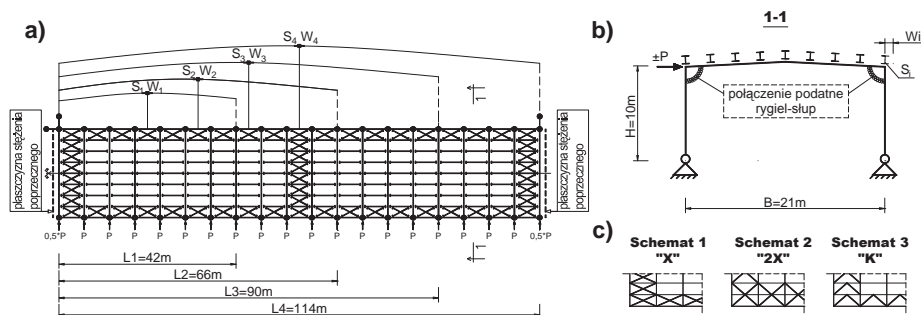 a)
S₄ W₄
S₃ W₃
S₂ W₂
S₁ W₁
1
płaszczyzna stężenia poprzecznego
płaszczyzna stężenia poprzecznego
0,5*P P P P P P P P P P P P P P P P P P P 0,5*P
1
L1=42m
L2=66m
L3=90m
L4=114m
b)
1-1
Wi
±P
Si
połączenie podatne
rygiel-słup
H=10m
B=21m
c)
Schemat 1 Schemat 2 Schemat 3
"X" "2X" "K"